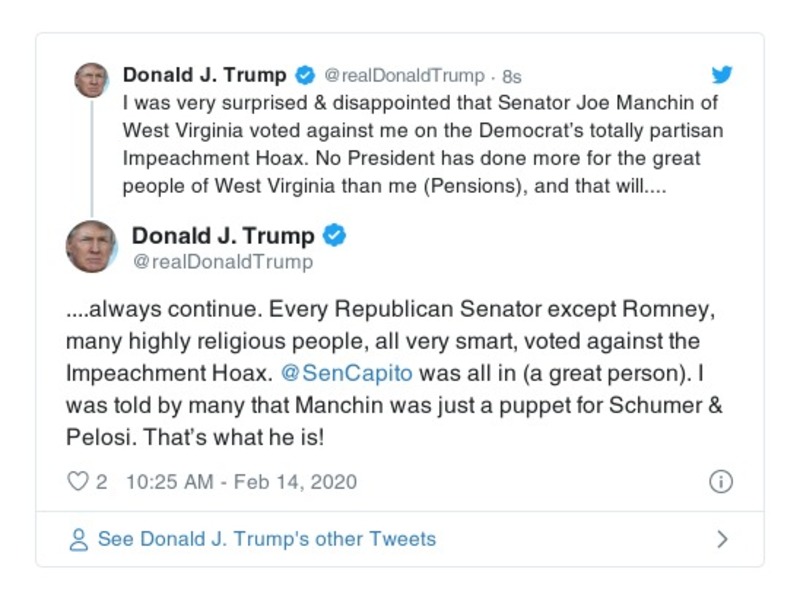 Donald J. Trump @realDonaldTrump · 8s
I was very surprised & disappointed that Senator Joe Manchin of
West Virginia voted against me on the Democrat’s totally partisan
Impeachment Hoax. No President has done more for the great
people of West Virginia than me (Pensions), and that will....
Donald J. Trump
@realDonaldTrump
....always continue. Every Republican Senator except Romney,
many highly religious people, all very smart, voted against the
Impeachment Hoax. @SenCapito was all in (a great person). I
was told by many that Manchin was just a puppet for Schumer &
Pelosi. That’s what he is!
2 10:25 AM - Feb 14, 2020
See Donald J. Trump's other Tweets